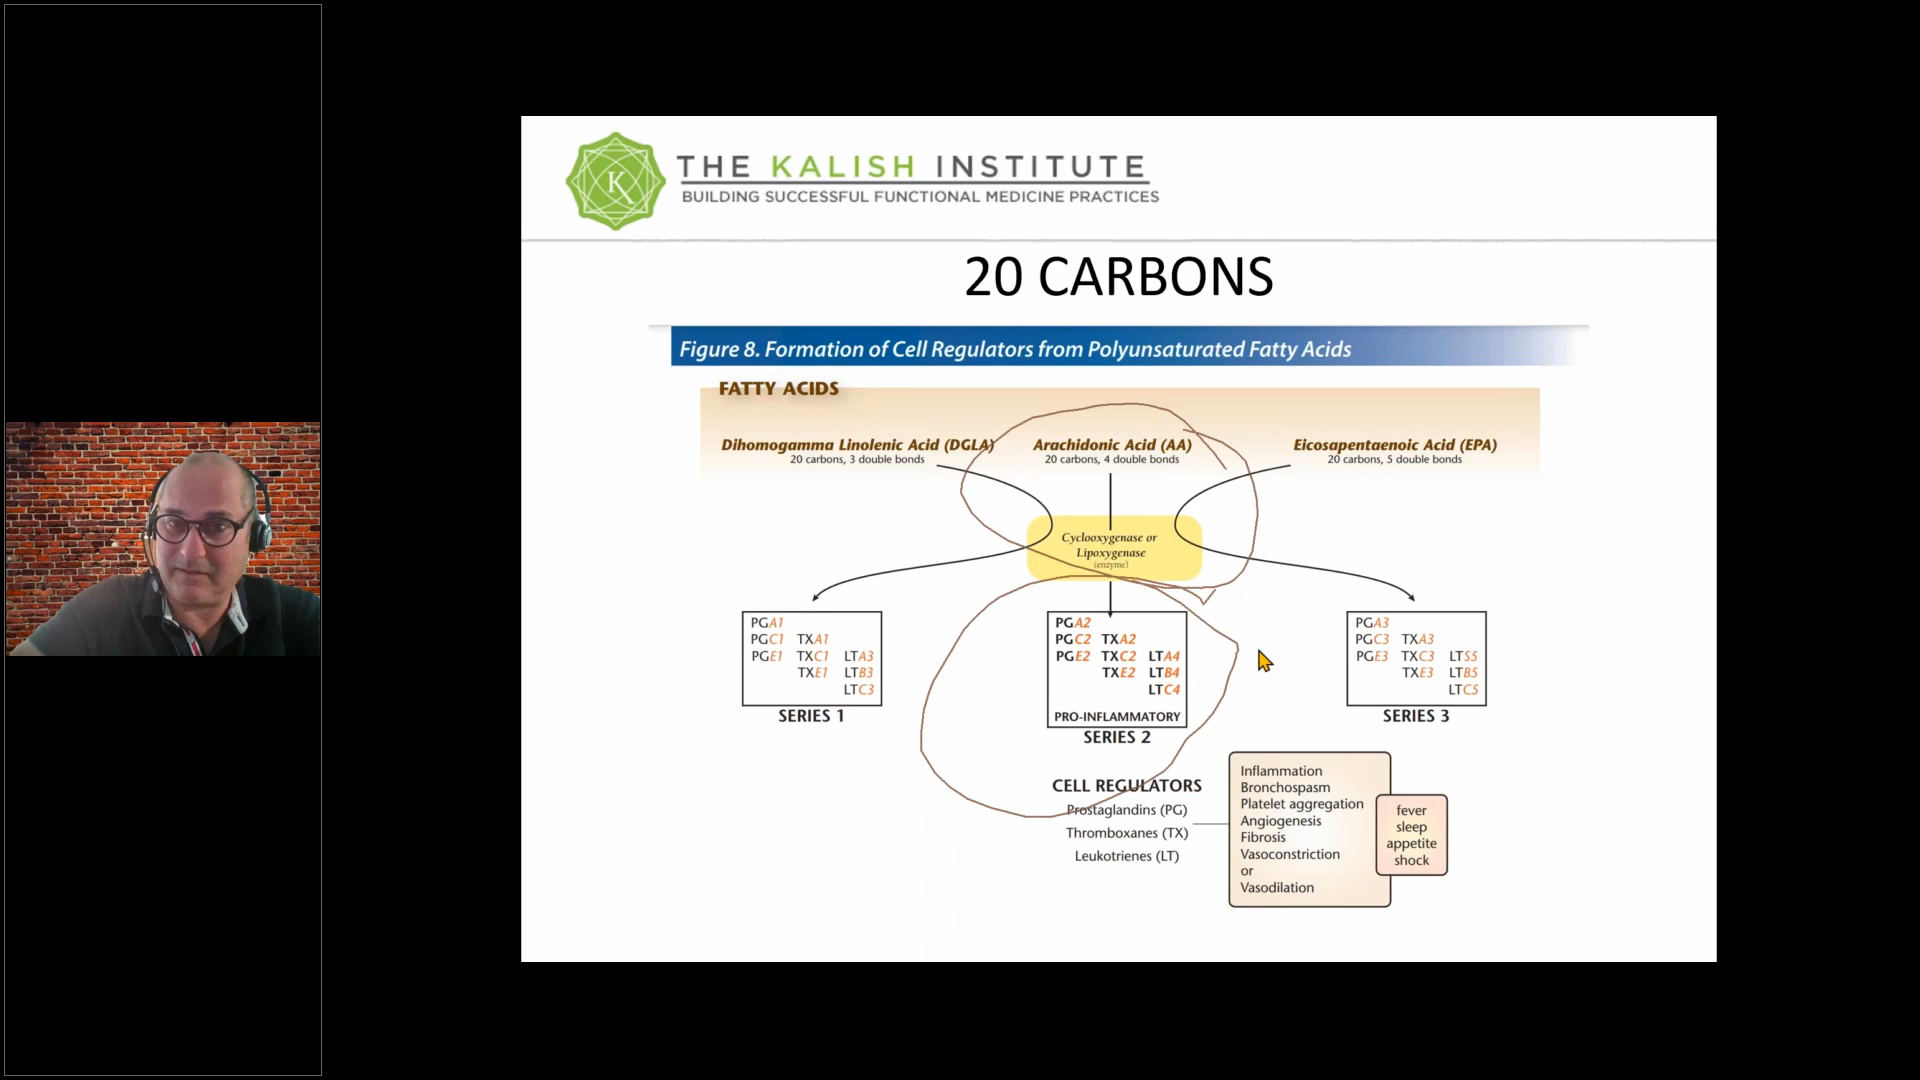 K
THE KALISH INSTITUTE
BUILDING SUCCESSFUL FUNCTIONAL MEDICINE PRACTICES
20 CARBONS
Figure 8. Formation of Cell Regulators from Polyunsaturated Fatty Acids
FATTY ACIDS
Dihomogamma Linolenic Acid (DGLA)
20 carbons, 3 double bonds
Arachidonic Acid (AA)
20 carbons, 4 double bonds
Eicosapentaenoic Acid (EPA)
20 carbons, 5 double bonds
Cyclooxygenase or
Lipoxygenase
(enzyme)
PGA1
PGC1 TXA1
PGE1 TXC1 LTA3
TXE1 LTB3
LTC3
SERIES 1
PGA2
PGC2 TXA2
PGE2 TXC2 LTA4
TXE2 LTB4
LTC4
PRO-INFLAMMATORY
SERIES 2
PGA3
PGC3 TXA3
PGE3 TXC3 LTS5
TXE3 LTB5
LTC5
SERIES 3
CELL REGULATORS
Prostaglandins (PG)
Thromboxanes (TX)
Leukotrienes (LT)
Inflammation
Bronchospasm
Platelet aggregation
Angiogenesis
Fibrosis
Vasoconstriction
or
Vasodilation
fever
sleep
appetite
shock